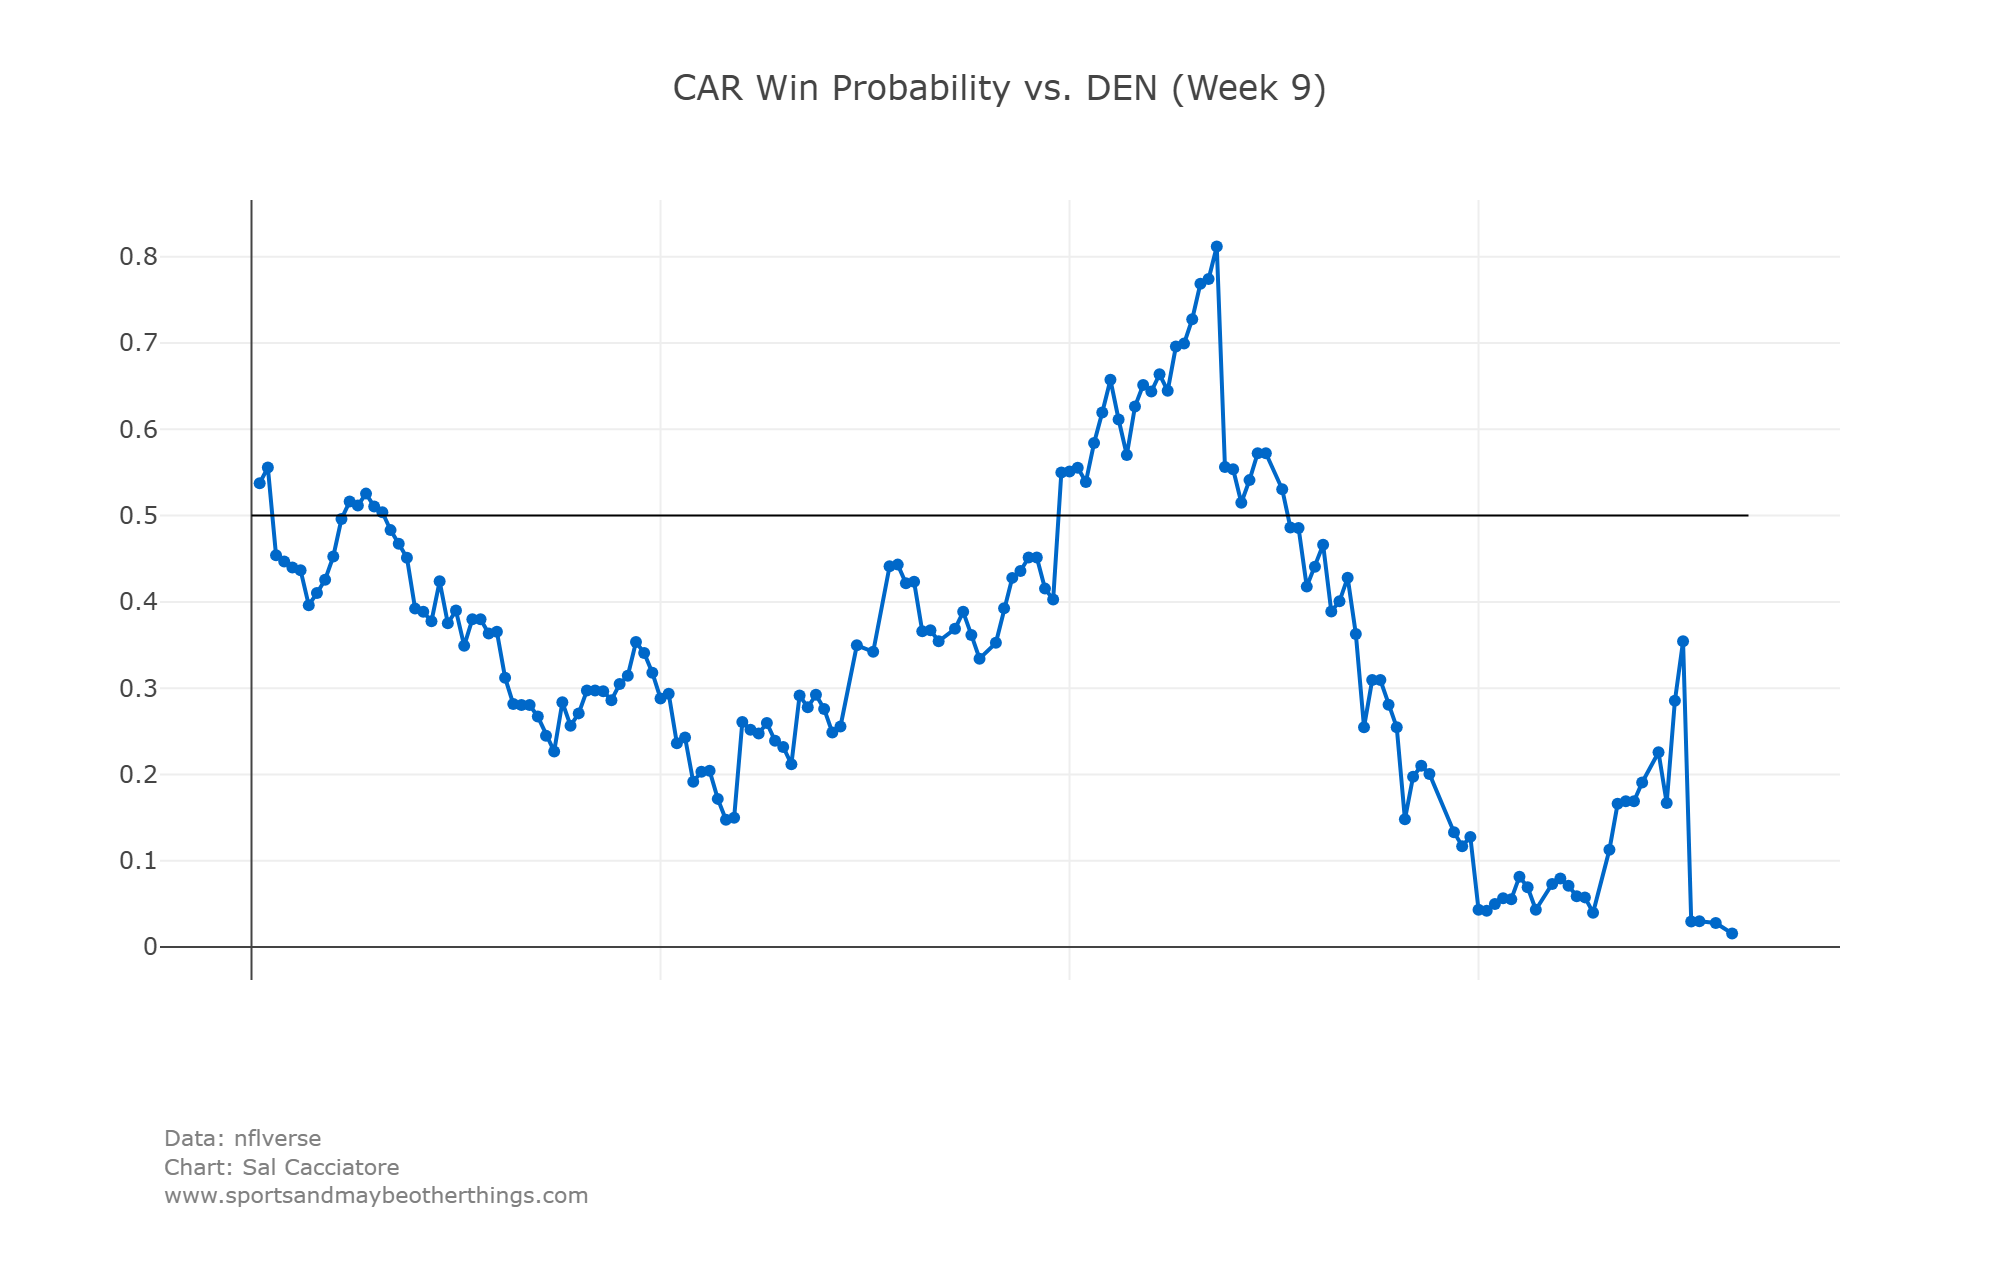 CAR Win Probability vs. DEN (Week 9)
0.8
0.7
0.6
0.5
0.4
0.3
0.2
0.1
0
Data: nflverse
Chart: Sal Cacciatore
www.sportsandmaybeotherthings.com